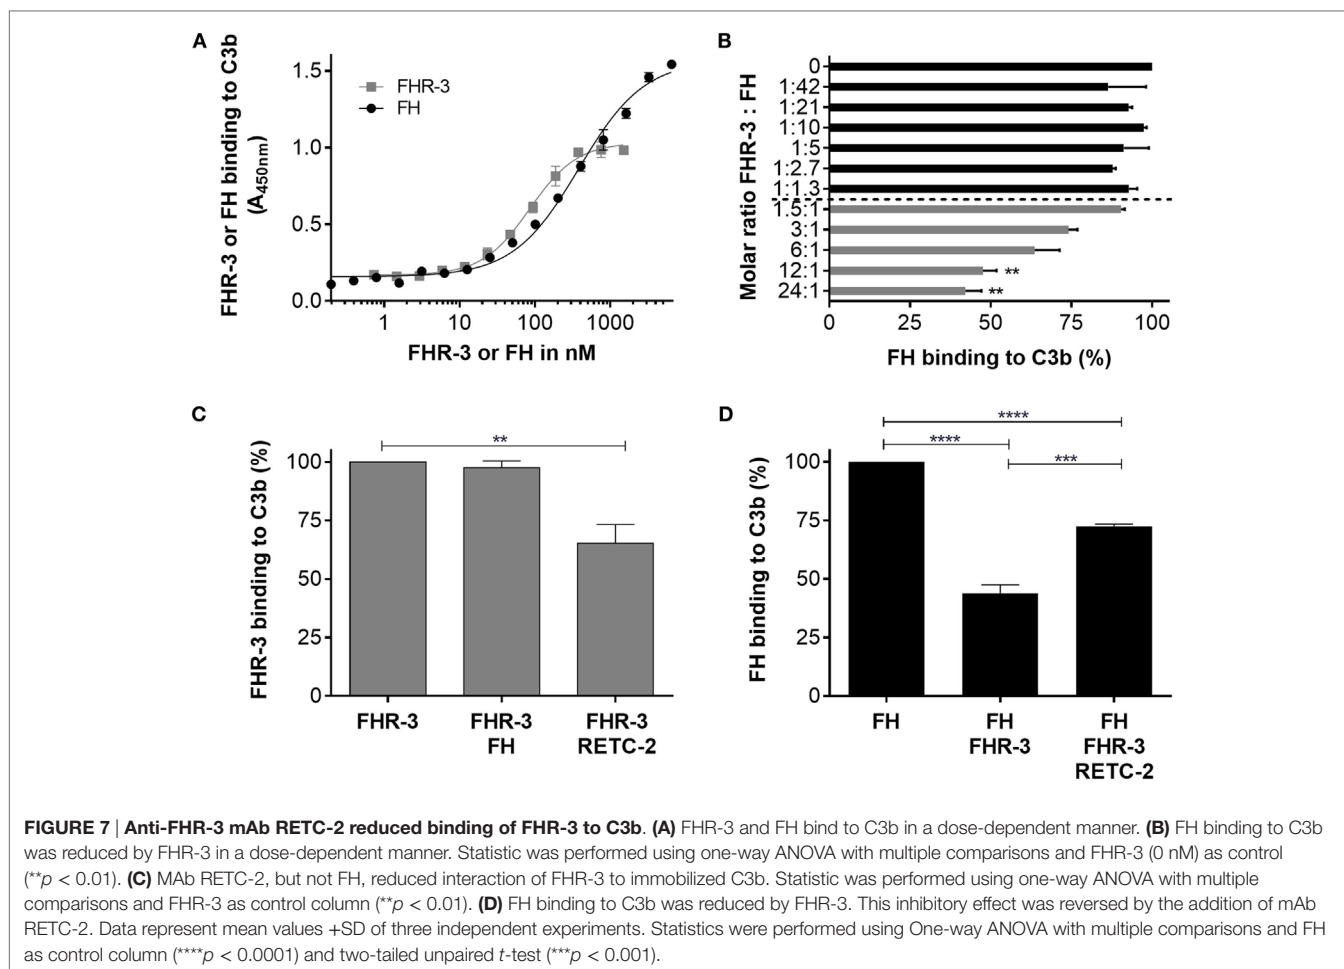 A
FHR-3 or FH binding to C3b
(A450nm)
1.5
1.0
0.5
0.0
FHR-3
FH
1 10 100 1000
FHR-3 or FH in nM
B
Molar ratio FHR-3 : FH
0
1:42
1:21
1:10
1:5
1:2.7
1:1.3
1.5:1
3:1
6:1
12:1 **
24:1 **
0 25 50 75 100
FH binding to C3b (%)
C
FHR-3 binding to C3b (%)
**
100
75
50
25
0
FHR-3 FHR-3 FHR-3
FH RETC-2
D
FH binding to C3b (%)
****
****
***
100
75
50
25
0
FH FH FH
FHR-3 FHR-3
RETC-2
FIGURE 7 | Anti-FHR-3 mAb RETC-2 reduced binding of FHR-3 to C3b. (A) FHR-3 and FH bind to C3b in a dose-dependent manner. (B) FH binding to C3b
was reduced by FHR-3 in a dose-dependent manner. Statistic was performed using one-way ANOVA with multiple comparisons and FHR-3 (0 nM) as control
(**p < 0.01). (C) MAb RETC-2, but not FH, reduced interaction of FHR-3 to immobilized C3b. Statistic was performed using one-way ANOVA with multiple
comparisons and FHR-3 as control column (**p < 0.01). (D) FH binding to C3b was reduced by FHR-3. This inhibitory effect was reversed by the addition of mAb
RETC-2. Data represent mean values +SD of three independent experiments. Statistics were performed using One-way ANOVA with multiple comparisons and FH
as control column (****p < 0.0001) and two-tailed unpaired t-test (***p < 0.001).